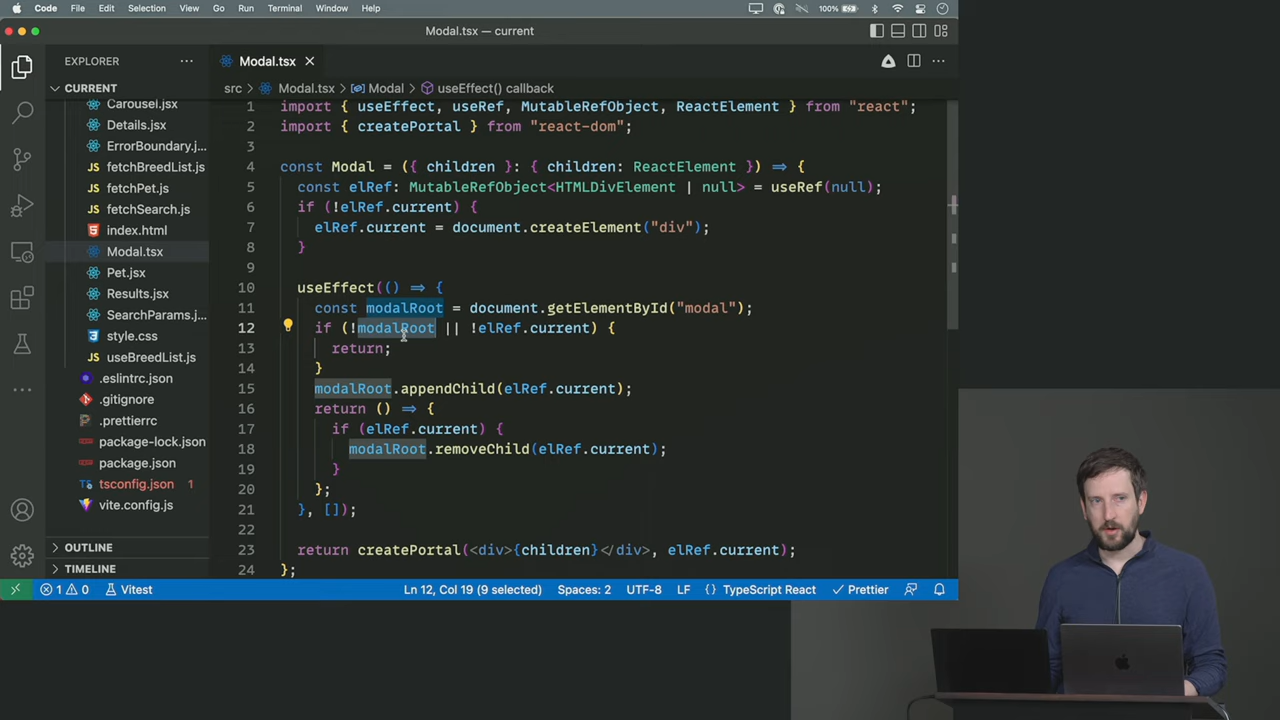 Code File Edit Selection View Go Run Terminal Window Help 100%
Modal.tsx — current
EXPLORER
Modal.tsx
CURRENT
src > Modal.tsx > Modal > useEffect() callback
Carousel.jsx
Details.jsx
ErrorBoundary.j...
fetchBreedList.js
fetchPet.js
fetchSearch.js
index.html
Modal.tsx
Pet.jsx
Results.jsx
SearchParams.j...
style.css
useBreedList.js
.eslintrc.json
.gitignore
.prettierrc
package-lock.json
package.json
tsconfig.json 1
vite.config.js
OUTLINE
TIMELINE
1 import { useEffect, useRef, MutableRefObject, ReactElement } from "react";
2 import { createPortal } from "react-dom";
3
4 const Modal = ({ children }: { children: ReactElement }) => {
5 const elRef: MutableRefObject<HTMLDivElement | null> = useRef(null);
6 if (!elRef.current) {
7 elRef.current = document.createElement("div");
8 }
9
10 useEffect(() => {
11 const modalRoot = document.getElementById("modal");
12 if (!modalRoot || !elRef.current) {
13 return;
14 }
15 modalRoot.appendChild(elRef.current);
16 return () => {
17 if (elRef.current) {
18 modalRoot.removeChild(elRef.current);
19 }
20 };
21 }, []);
22
23 return createPortal(<div>{children}</div>, elRef.current);
24 };
1 0 Vitest Ln 12, Col 19 (9 selected) Spaces: 2 UTF-8 LF {} TypeScript React Prettier